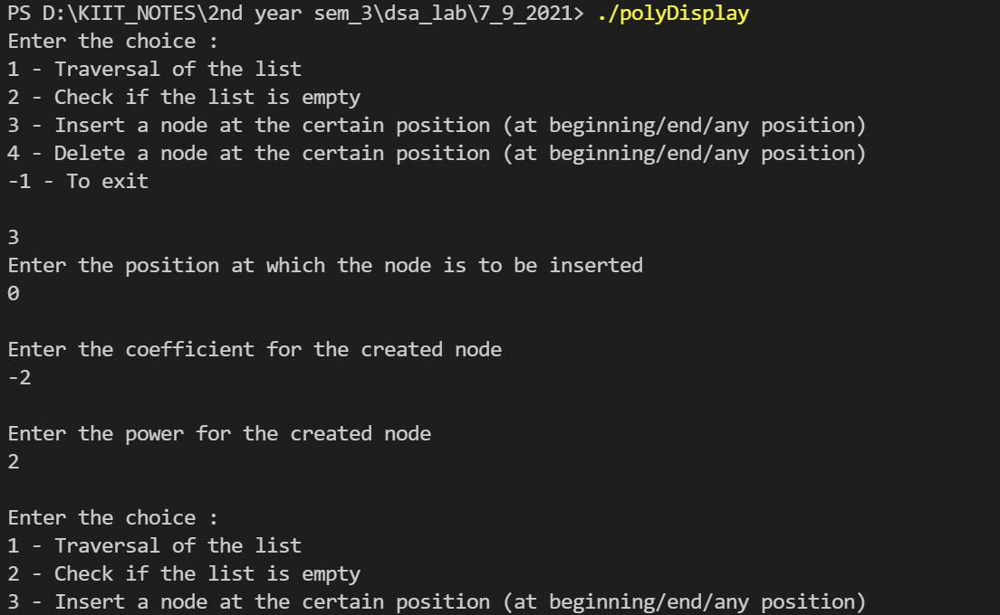 PS D:\KIIT_NOTES\2nd year sem_3\dsa_lab\7_9_2021> ./polyDisplay
Enter the choice :
1 - Traversal of the list
2 - Check if the list is empty
3 - Insert a node at the certain position (at beginning/end/any position)
4 - Delete a node at the certain position (at beginning/end/any position)
-1 - To exit
3
Enter the position at which the node is to be inserted
0
Enter the coefficient for the created node
-2
Enter the power for the created node
2
Enter the choice :
1 - Traversal of the list
2 - Check if the list is empty
3 - Insert a node at the certain position (at beginning/end/any position)